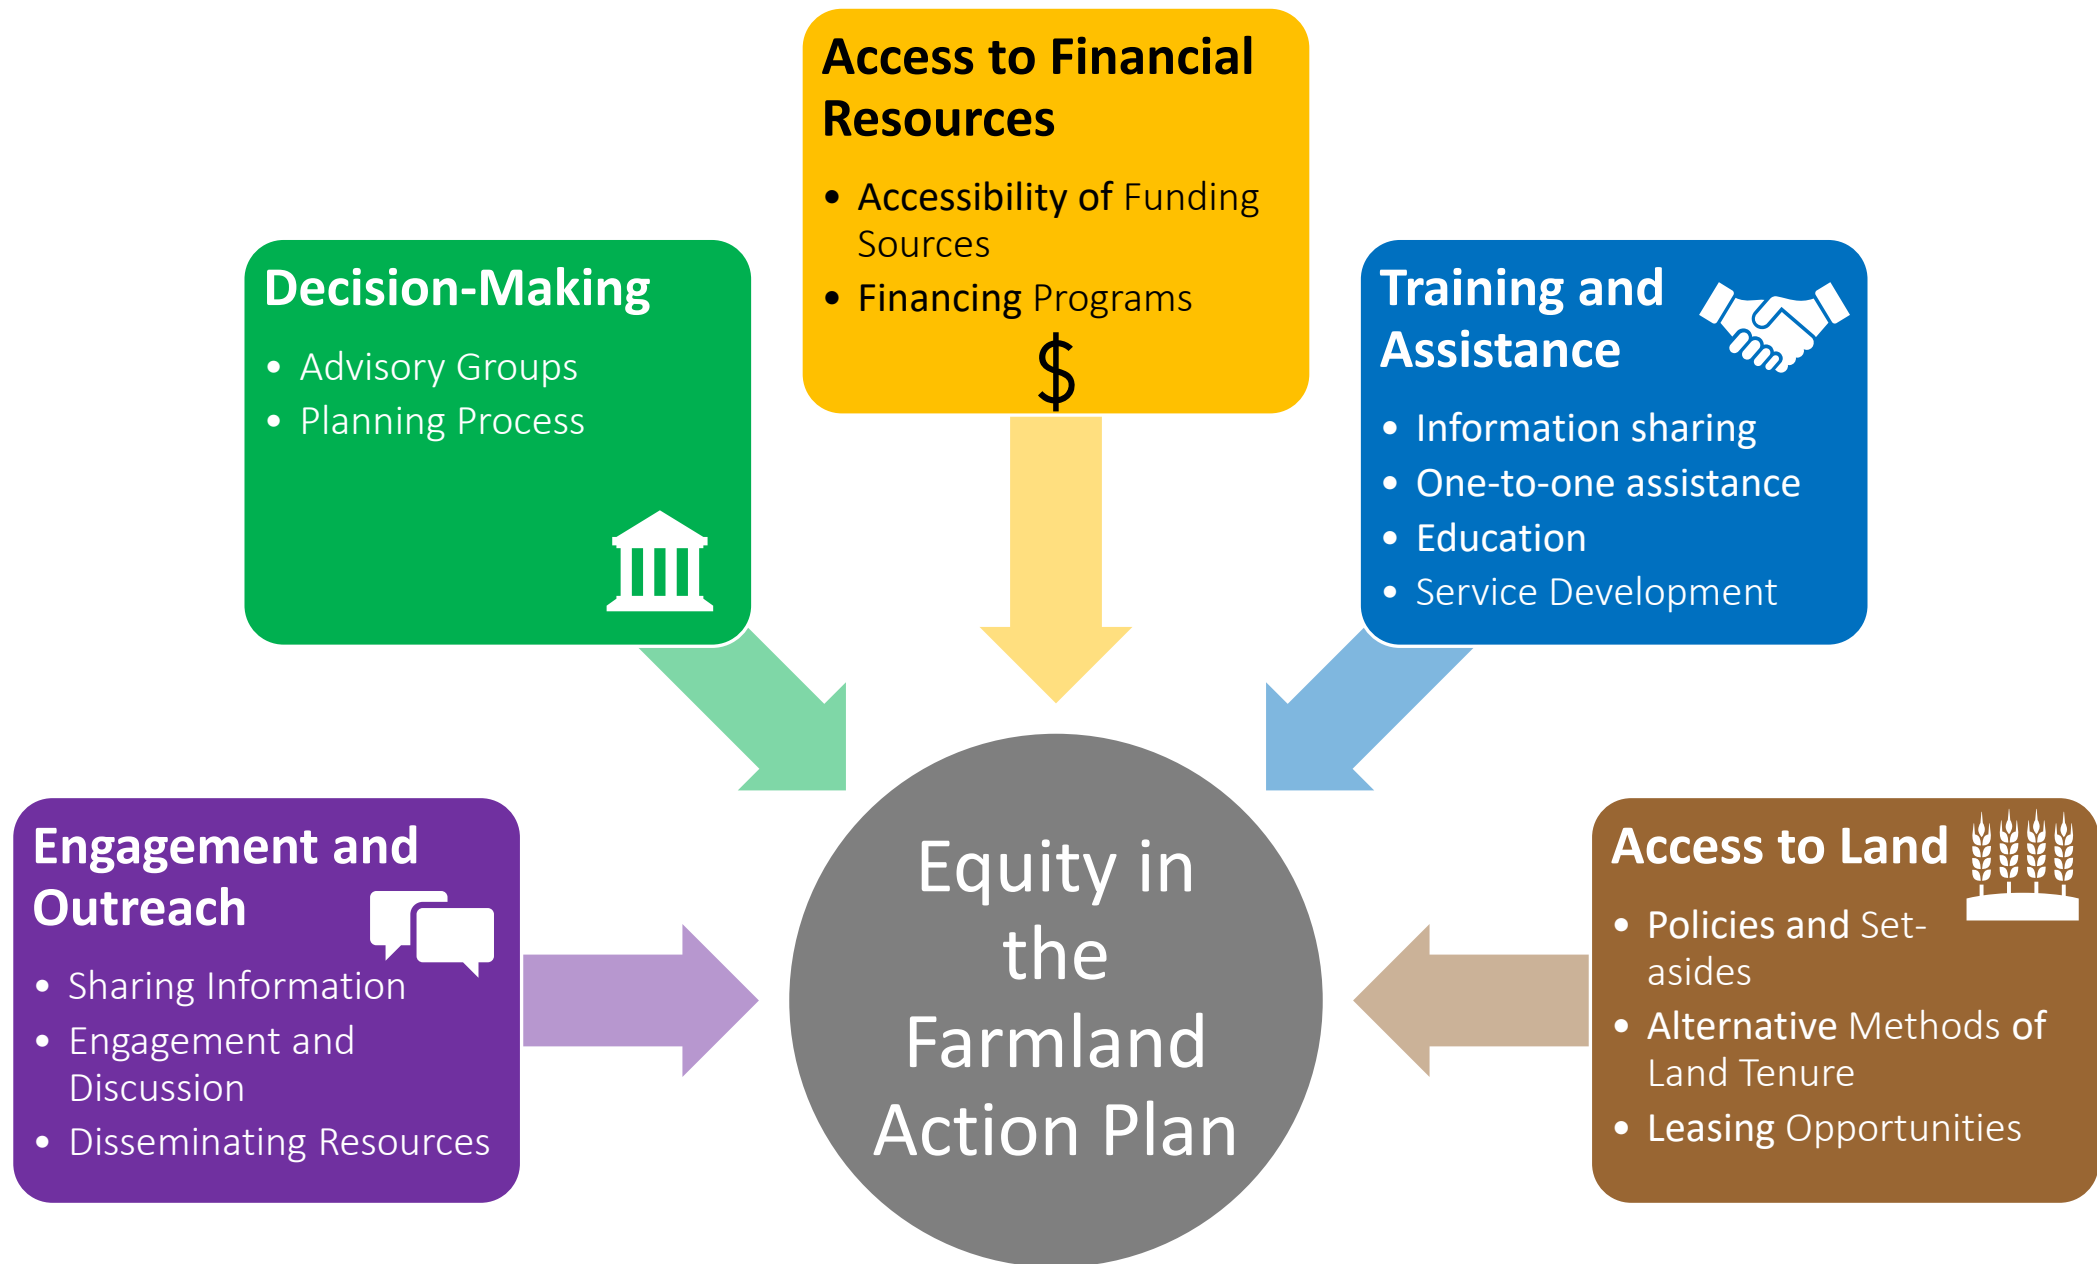 Access to Financial
Resources
• Accessibility of Funding
Sources
• Financing Programs
$
Decision-Making
• Advisory Groups
• Planning Process
Training and
Assistance
• Information sharing
• One-to-one assistance
• Education
• Service Development
Engagement and
Outreach
• Sharing Information
• Engagement and
Discussion
• Disseminating Resources
Equity in
the
Farmland
Action Plan
Access to Land
• Policies and Set-
asides
• Alternative Methods of
Land Tenure
• Leasing Opportunities